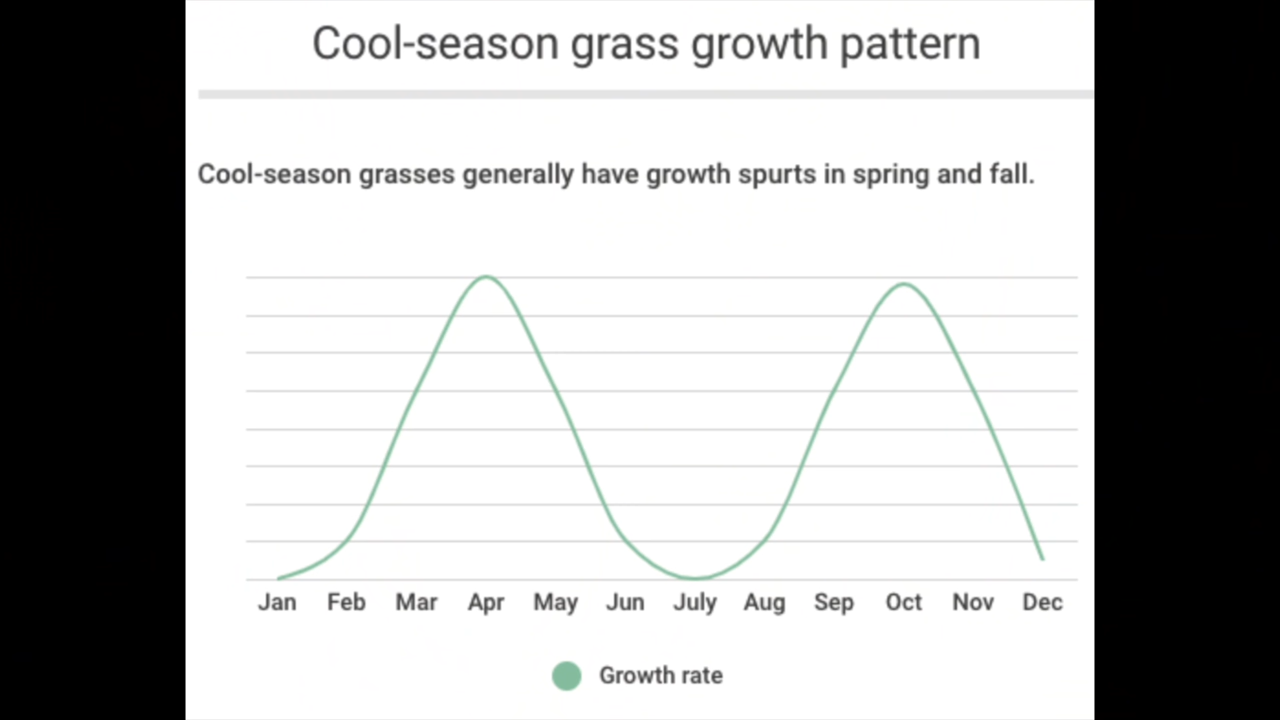 Cool-season grass growth pattern
Cool-season grasses generally have growth spurts in spring and fall.
Jan Feb Mar Apr May Jun July Aug Sep Oct Nov Dec
Growth rate